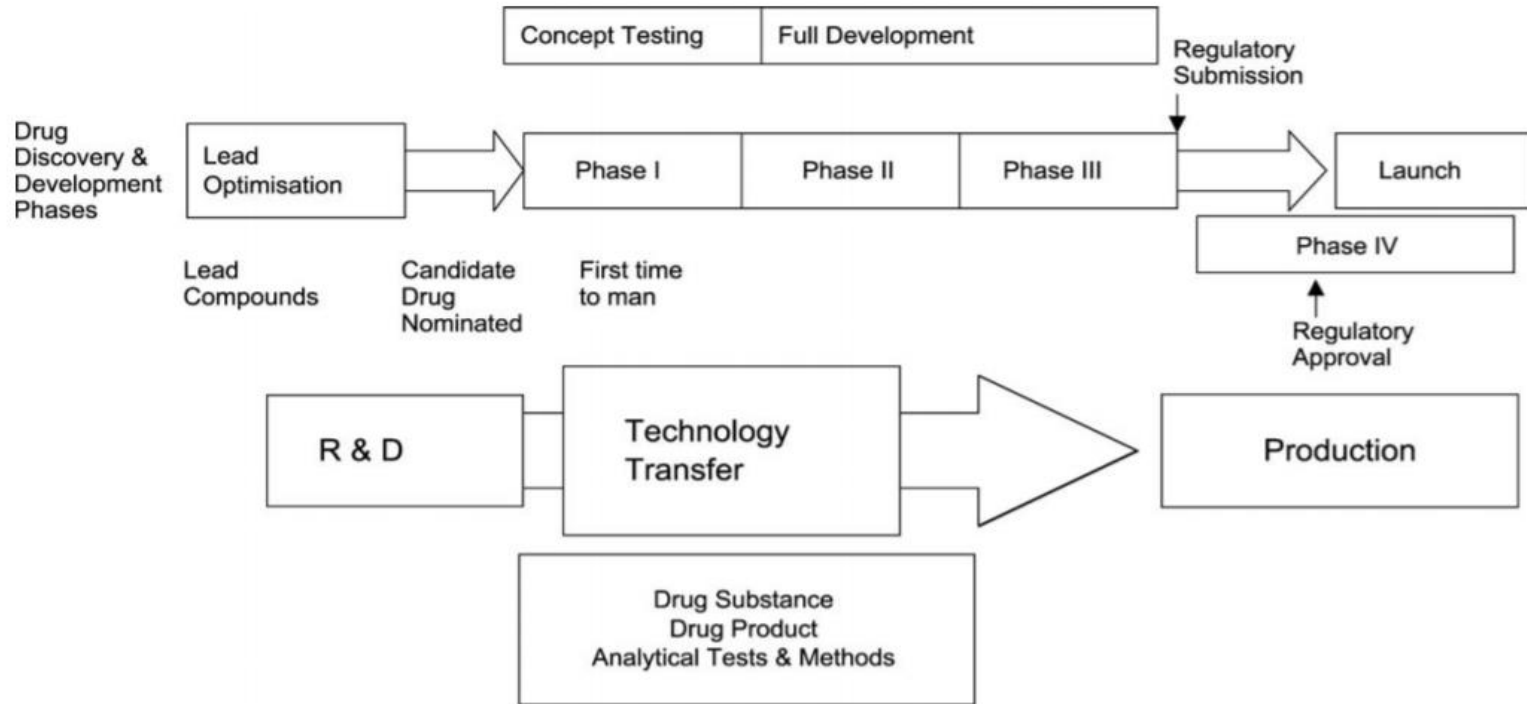 Concept Testing
Full Development
Regulatory
Submission
Drug
Discovery &
Development
Phases
Lead
Optimisation
Phase I
Phase II
Phase III
Launch
Phase IV
Lead
Compounds
Candidate
Drug
Nominated
First time
to man
Regulatory
Approval
R & D
Technology
Transfer
Production
Drug Substance
Drug Product
Analytical Tests & Methods